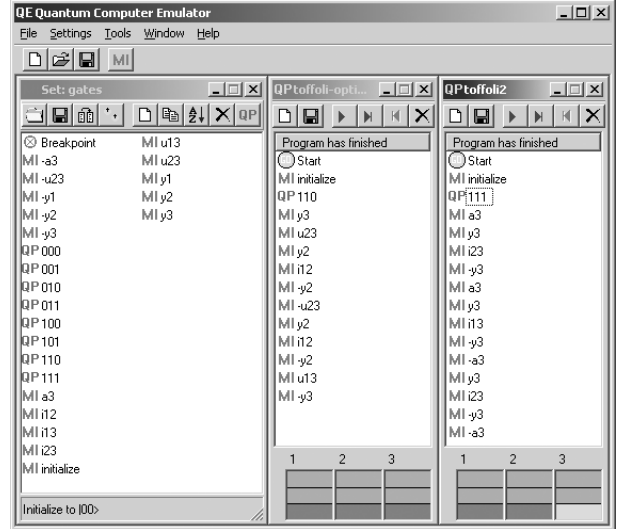 QE Quantum Computer Emulator
File Settings Tools Window Help
MI
Set: gates
QP
Breakpoint
MI -a3
MI -u23
MI -y1
MI -y2
MI -y3
QP 000
QP 001
QP 010
QP 011
QP 100
QP 101
QP 110
QP 111
MI a3
MI i12
MI i13
MI i23
MI initialize
MI u13
MI u23
MI y1
MI y2
MI y3
Initialize to |00>
QPtoffoli-opti...
Program has finished
Start
MI initialize
QP 110
MI y3
MI u23
MI y2
MI i12
MI -y2
MI -u23
MI y2
MI i12
MI -y2
MI u13
MI -y3
1 2 3
QPtoffoli2
Program has finished
Start
MI initialize
QP 111
MI a3
MI y3
MI i23
MI -y3
MI a3
MI y3
MI i13
MI -y3
MI -a3
MI y3
MI i23
MI -y3
MI -a3
1 2 3